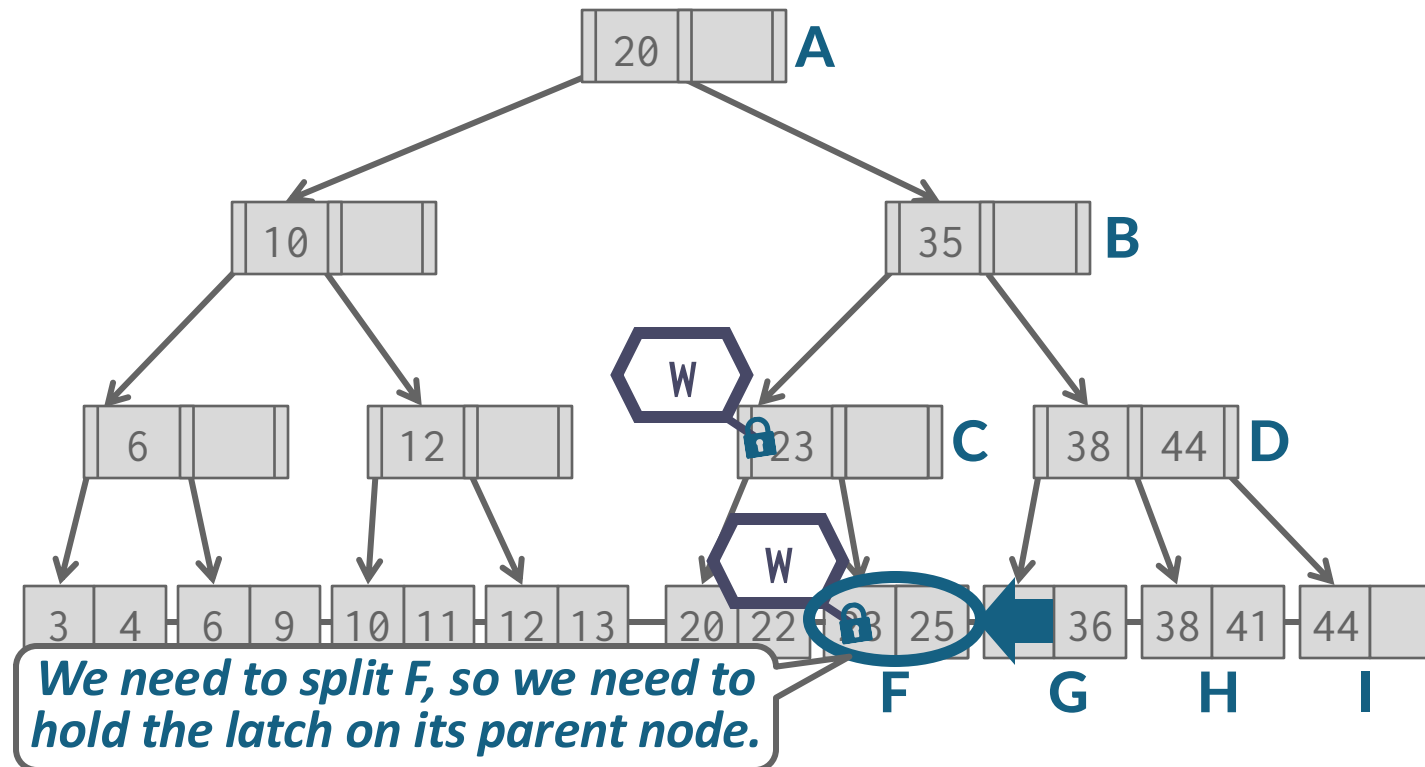 20 A
10 35 B
W
6 12 23 C 38 44 D
W
3 4 6 9 10 11 12 13 20 22 25 36 38 41 44
We need to split F, so we need to
hold the latch on its parent node.
F G H I